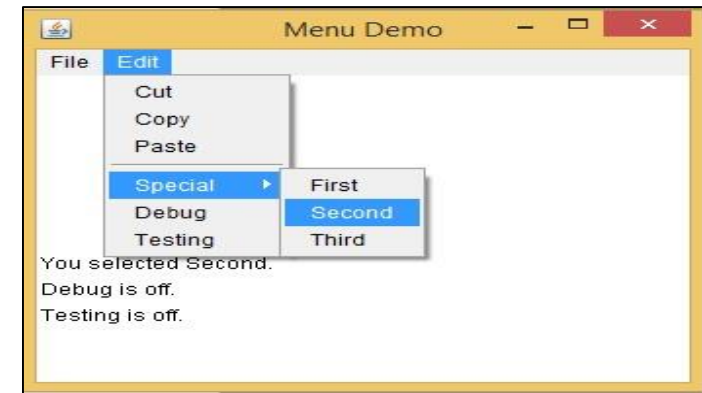 Menu Demo
File Edit
Cut
Copy
Paste
Special First
Debug Second
Testing Third
You selected Second.
Debug is off.
Testing is off.